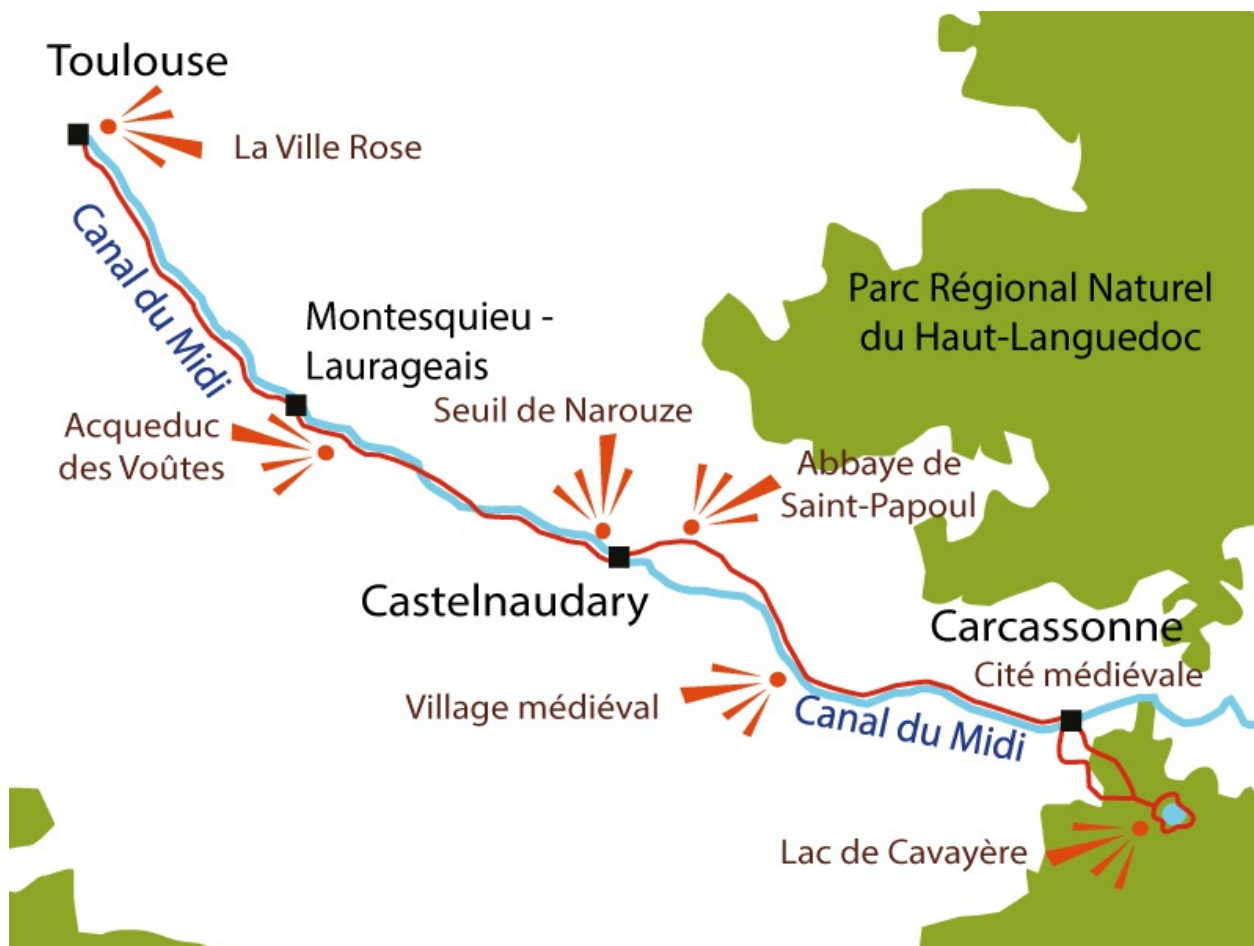 Toulouse
La Ville Rose
Canal du Midi
Parc Régional Naturel
du Haut-Languedoc
Montesquieu -
Laurageais
Seuil de Narouze
Acqueduc
des Voûtes
Abbaye de
Saint-Papoul
Castelnaudary
Carcassonne
Cité médiévale
Village médiéval
Canal du Midi
Lac de Cavayère